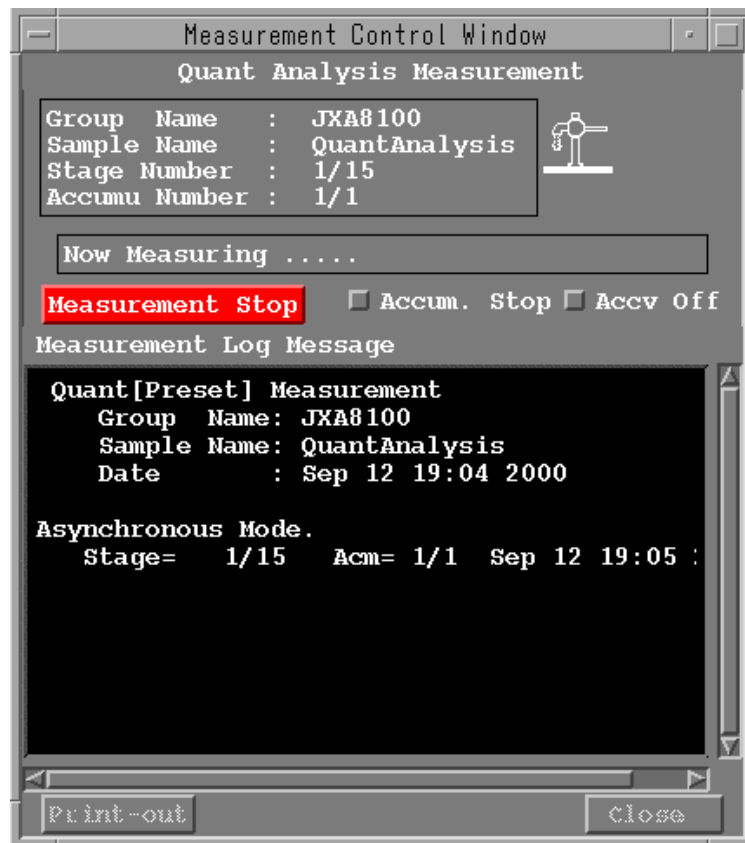 Measurement Control Window
Quant Analysis Measurement
Group Name : JXA8100
Sample Name : QuantAnalysis
Stage Number : 1/15
Accumu Number : 1/1
Now Measuring .....
Measurement Stop Accum. Stop Accv Off
Measurement Log Message
Quant[Preset] Measurement
Group Name: JXA8100
Sample Name: QuantAnalysis
Date : Sep 12 19:04 2000
Asynchronous Mode.
Stage= 1/15 Acm= 1/1 Sep 12 19:05
Print-out Close